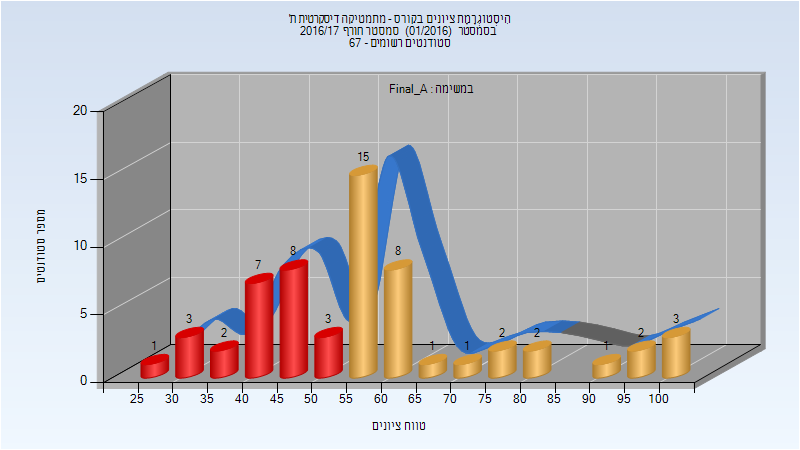 היסטוגרמת ציונים בקורס - מתמטיקה דיסקרטית ת'
בסמסטר (01/2016) סמסטר חורף 2016/17
סטודנטים רשומים - 67
במשימה : Final_A
מספר סטודנטים
20
15
10
5
0
1 3 2 7 8 3 15 8 1 1 2 2 1 2 3
25 30 35 40 45 50 55 60 65 70 75 80 85 90 95 100
טווח ציונים